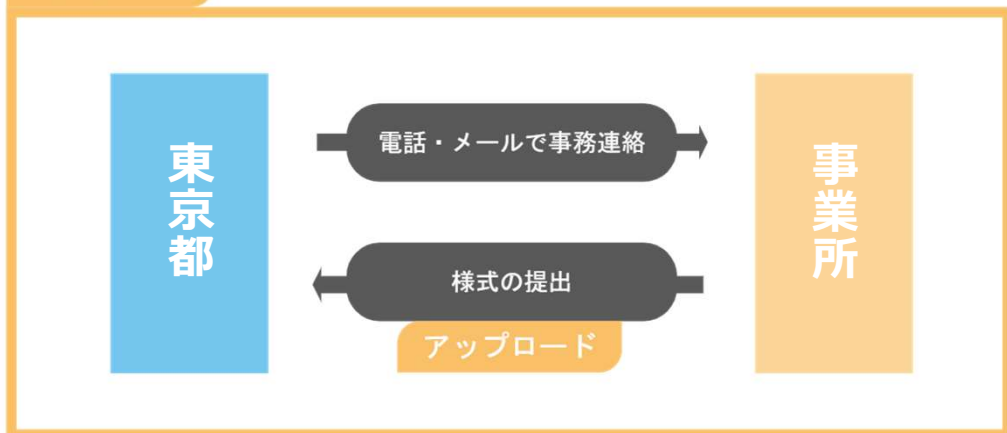 東京都
電話・メールで事務連絡
事業所
様式の提出
アップロード